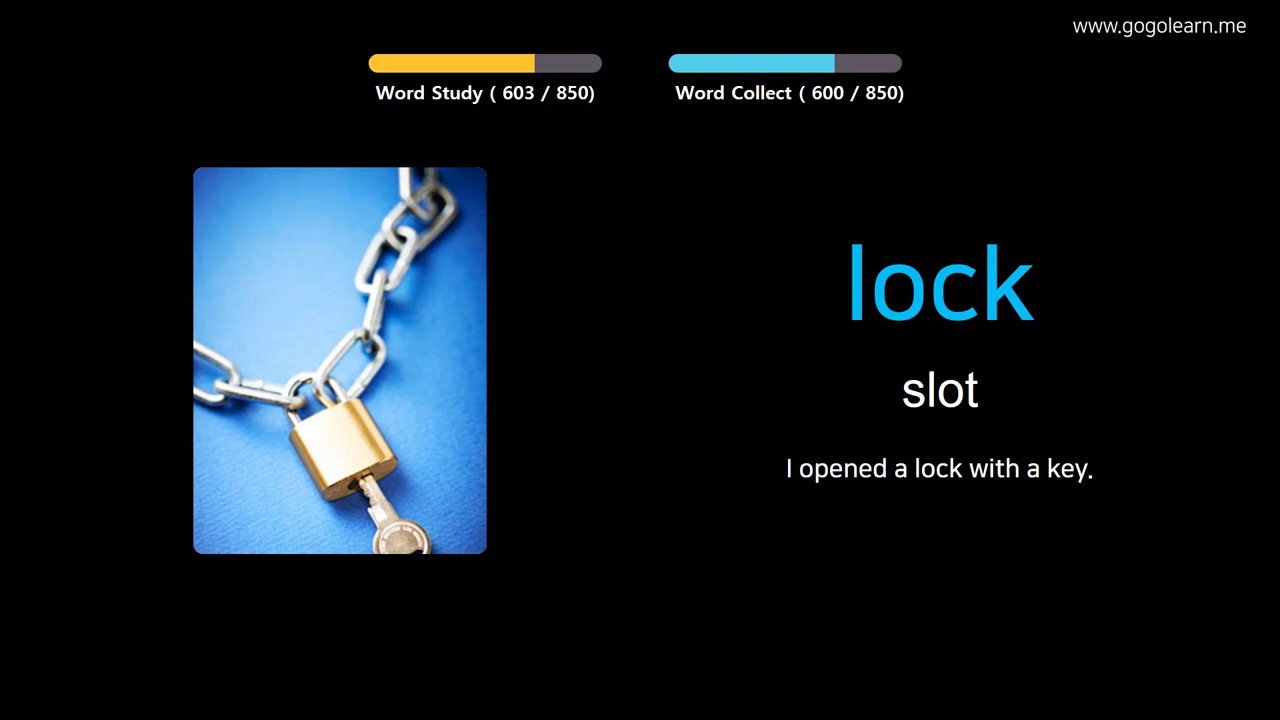 www.gogolearn.me
Word Study ( 603 / 850)
Word Collect ( 600 / 850)
lock
slot
I opened a lock with a key.